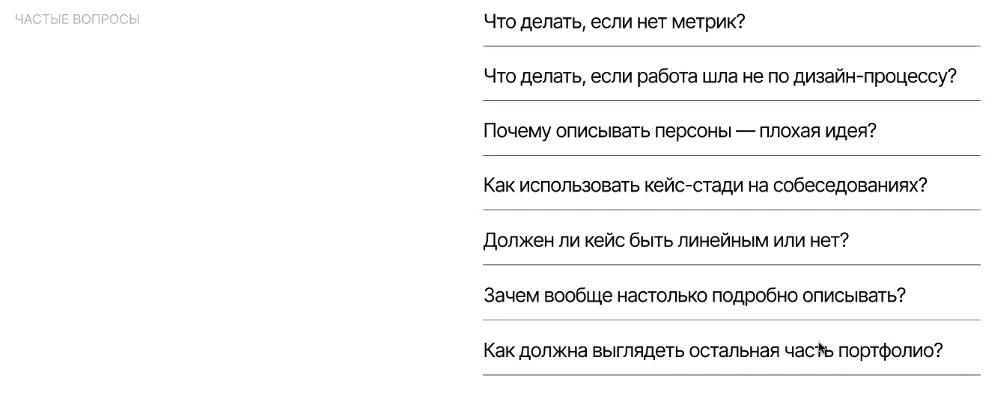 ЧАСТЫЕ ВОПРОСЫ
Что делать, если нет метрик?
Что делать, если работа шла не по дизайн-процессу?
Почему описывать персоны — плохая идея?
Как использовать кейс-стади на собеседованиях?
Должен ли кейс быть линейным или нет?
Зачем вообще настолько подробно описывать?
Как должна выглядеть остальная часть портфолио?